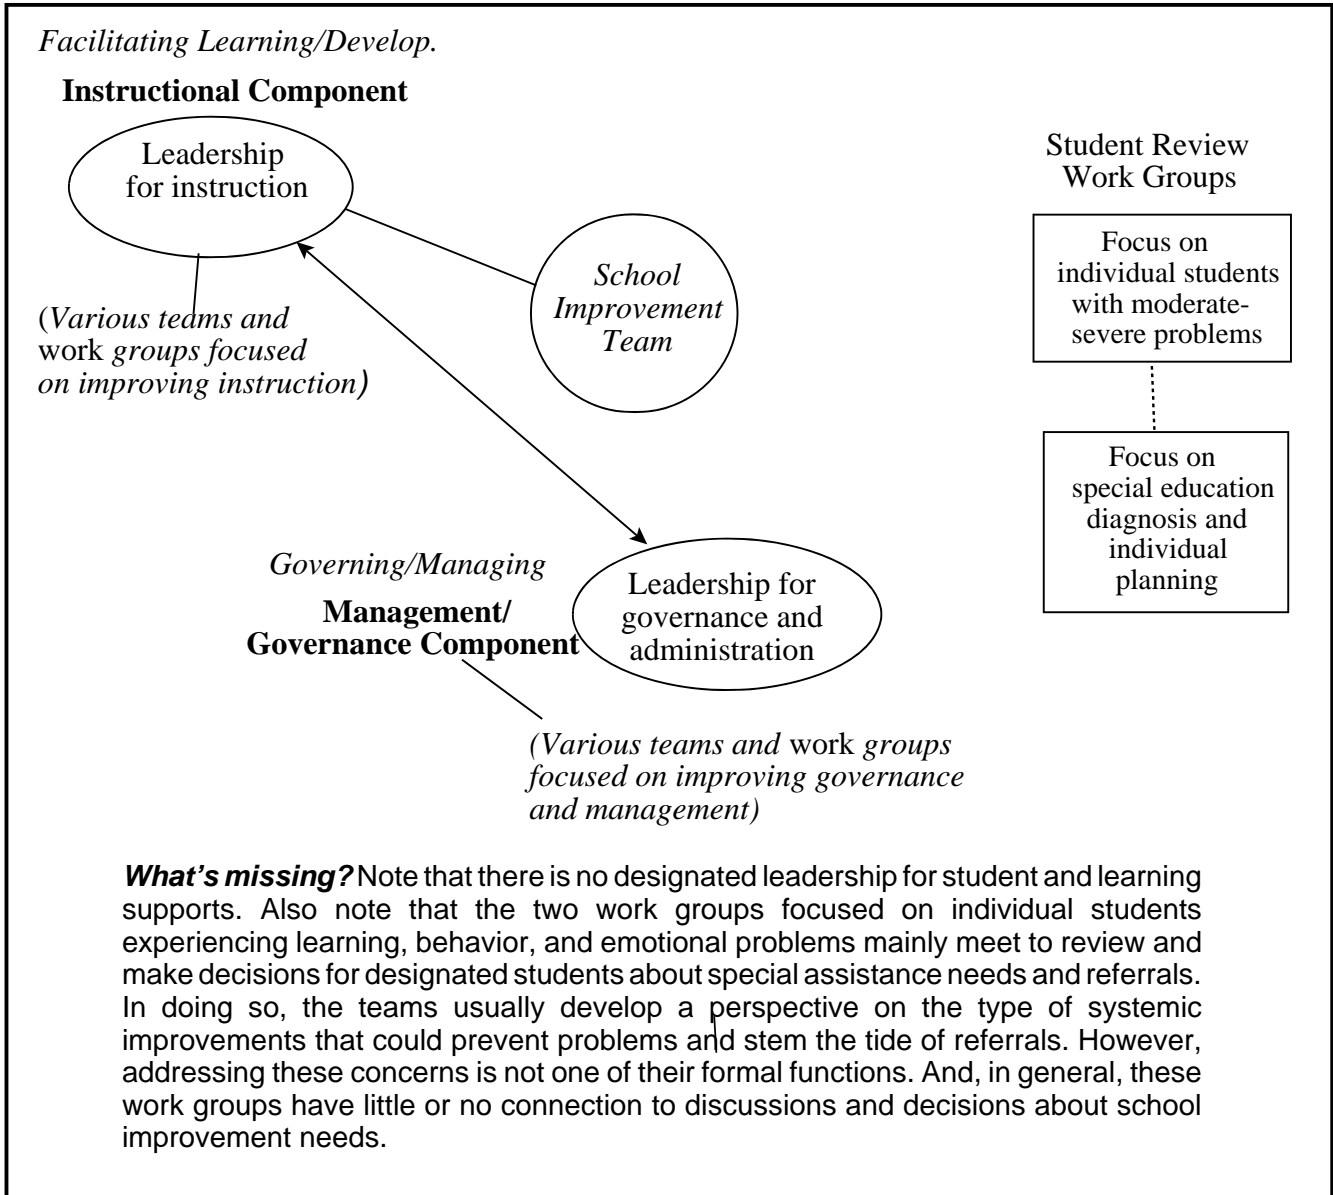 Facilitating Learning/Develop.
Instructional Component
Leadership
for instruction
(Various teams and
work groups focused
on improving instruction)
School
Improvement
Team
Student Review
Work Groups
Focus on
individual students
with moderate-
severe problems
Focus on
special education
diagnosis and
individual
planning
Governing/Managing
Management/
Governance Component
Leadership for
governance and
administration
(Various teams and work groups
focused on improving governance
and management)
What's missing? Note that there is no designated leadership for student and learning
supports. Also note that the two work groups focused on individual students
experiencing learning, behavior, and emotional problems mainly meet to review and
make decisions for designated students about special assistance needs and referrals.
In doing so, the teams usually develop a perspective on the type of systemic
improvements that could prevent problems and stem the tide of referrals. However,
addressing these concerns is not one of their formal functions. And, in general, these
work groups have little or no connection to discussions and decisions about school
improvement needs.